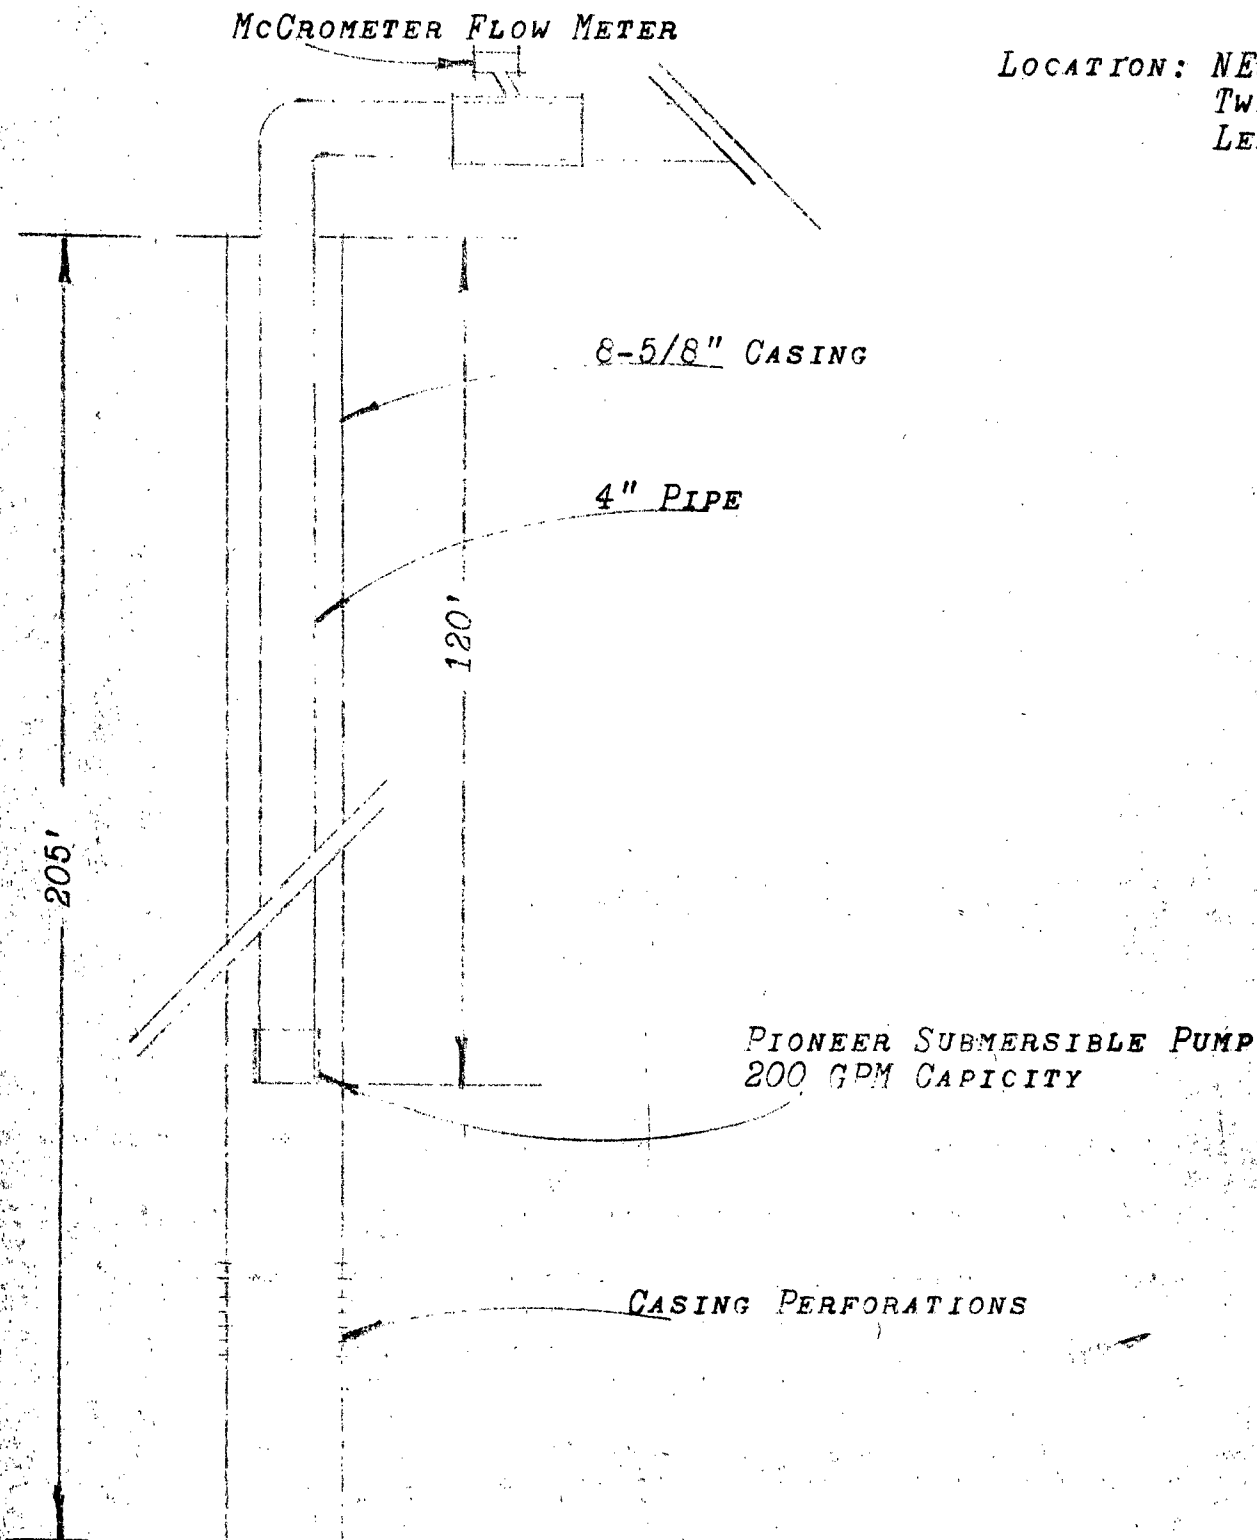 McCrometer Flow Meter
Location: NE
Tw
Le
8-5/8" Casing
4" Pipe
120'
205'
Pioneer Submersible Pump
200 GPM Capicity
Casing Perforations